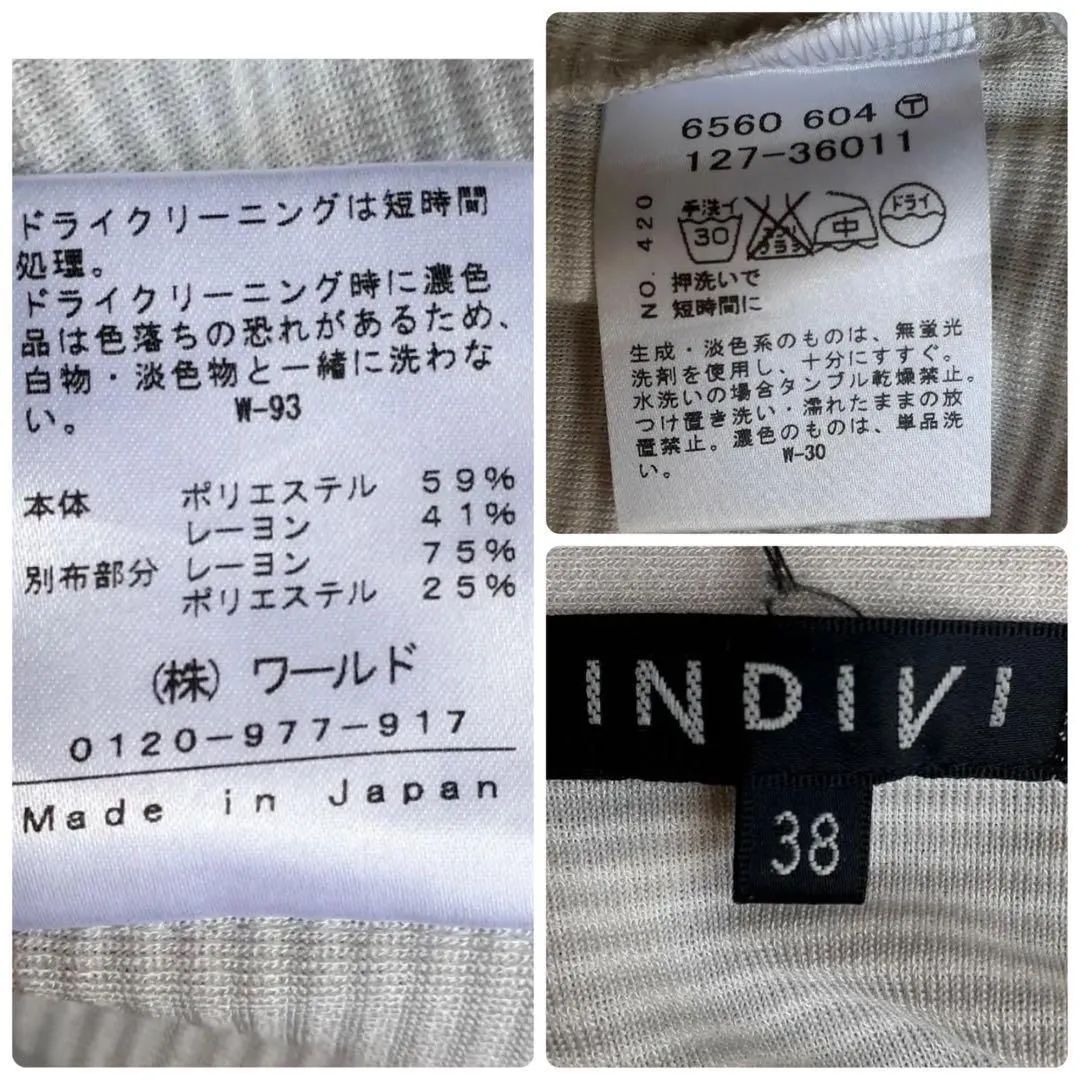 ドライクリーニングは短時間
処理。
ドライクリーニング時に濃色
品は色落ちの恐れがあるため、
白物・淡色物と一緒に洗わな
い。 W-93
本体 ポリエステル 59%
レーヨン 41%
別布部分 レーヨン 75%
ポリエステル 25%
(株) ワールド
0120-977-917
Made in Japan
6560 604 Ⓣ
127-36011
NO. 420
手洗イ
30
中
ドライ
押洗いで
短時間に
生成・淡色系のものは、無蛍光
洗剤を使用し、十分にすすぐ。
水洗いの場合タンブル乾燥禁止。
つけ置き洗い・濡れたままの放
置禁止。濃色のものは、単品洗
い。 W-30
INDIVI
38